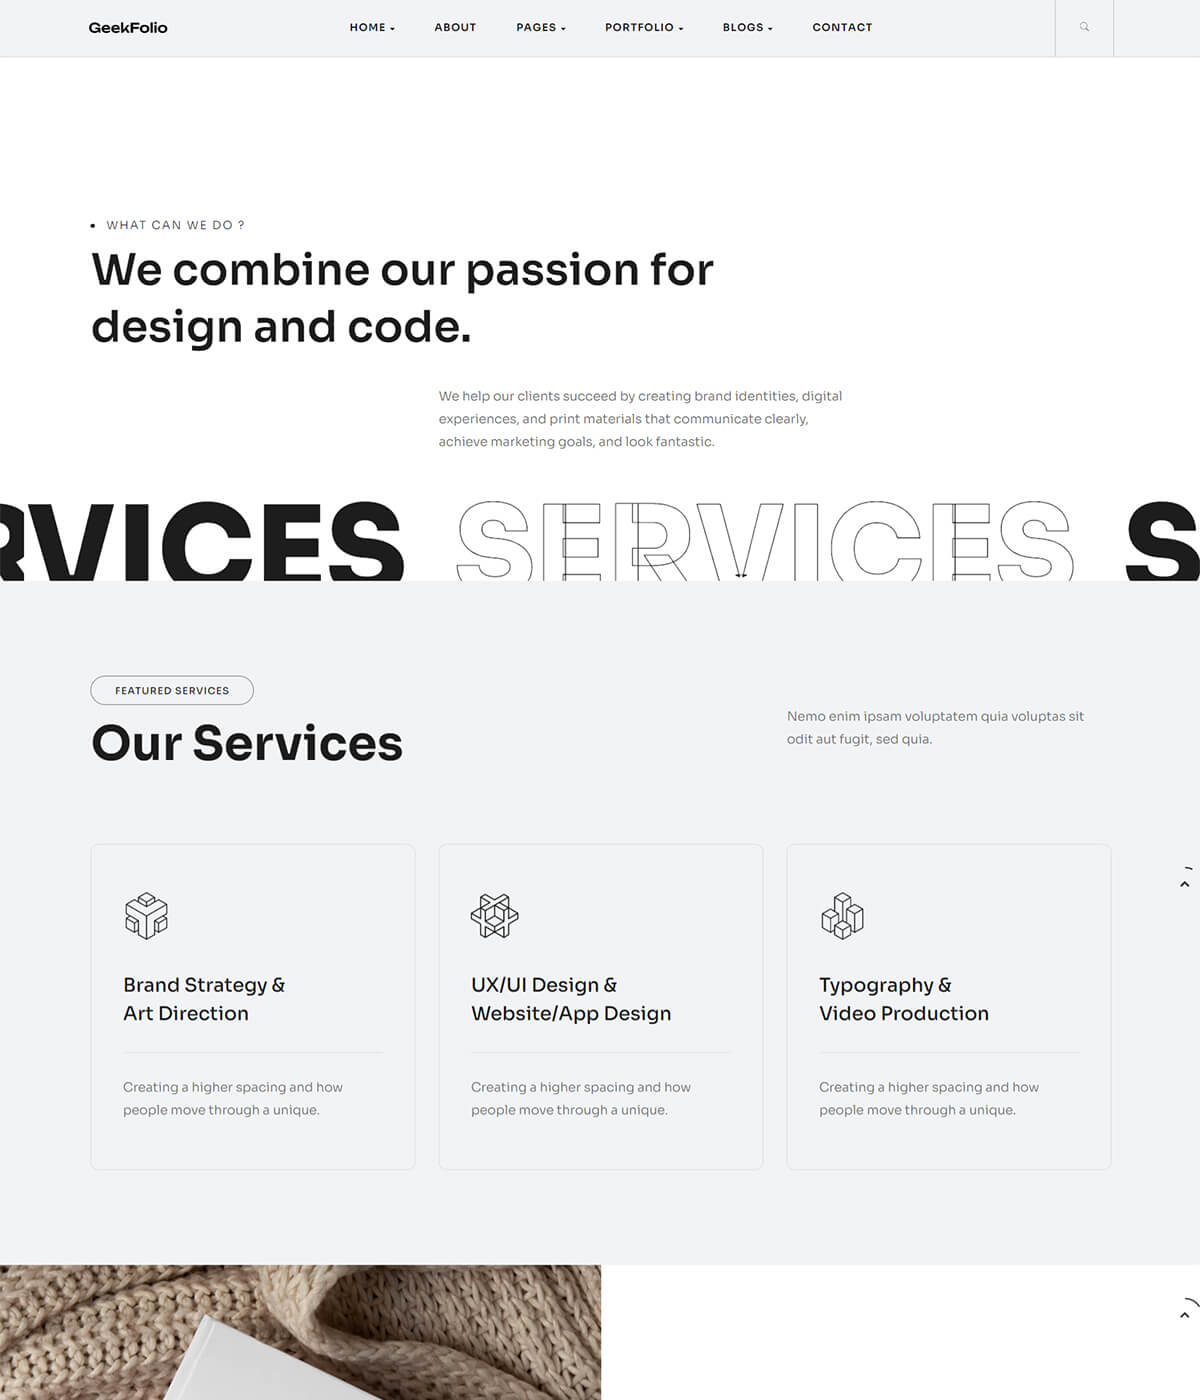 GeekFolio
HOME ABOUT PAGES PORTFOLIO BLOGS CONTACT
WHAT CAN WE DO ?
We combine our passion for
design and code.
We help our clients succeed by creating brand identities, digital
experiences, and print materials that communicate clearly,
achieve marketing goals, and look fantastic.
RVICES SERVICES S
FEATURED SERVICES
Our Services
Nemo enim ipsam voluptatem quia voluptas sit
odit aut fugit, sed quia.
Brand Strategy &
Art Direction
Creating a higher spacing and how
people move through a unique.
UX/UI Design &
Website/App Design
Creating a higher spacing and how
people move through a unique.
Typography &
Video Production
Creating a higher spacing and how
people move through a unique.